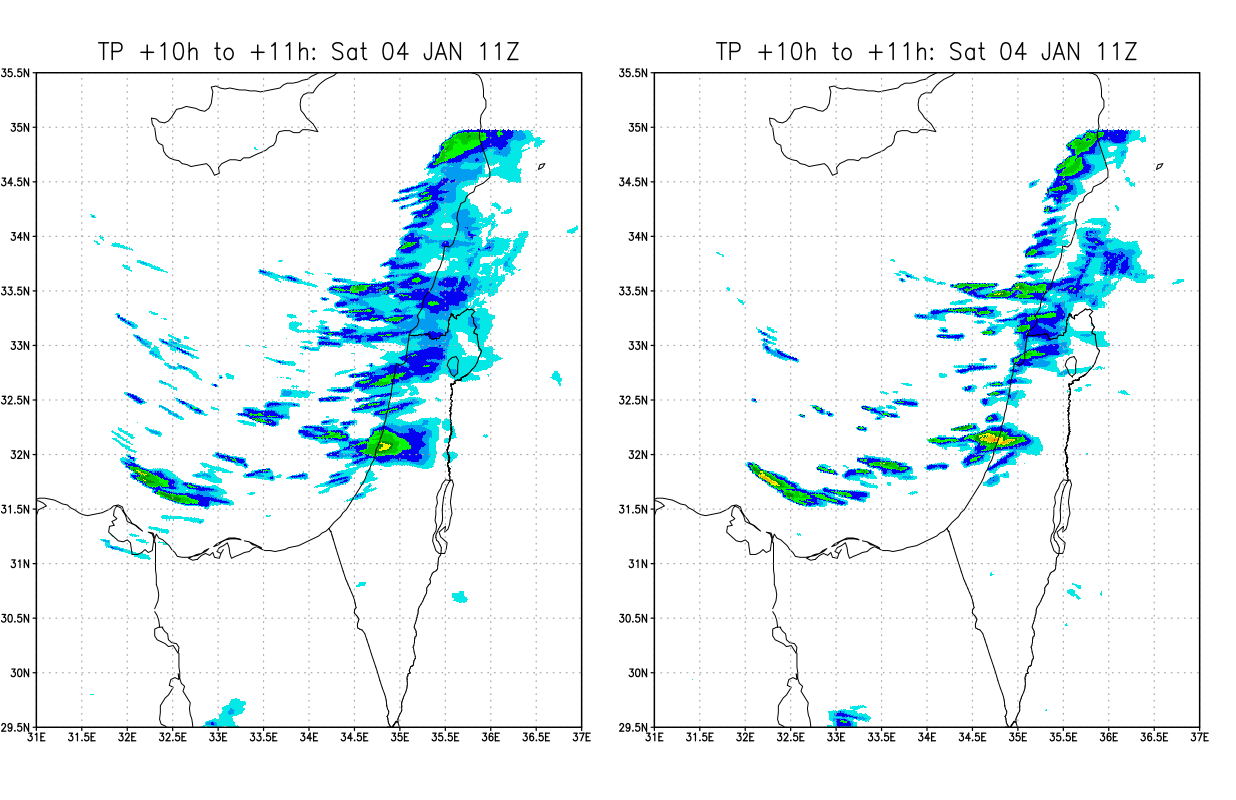 TP +10h to +11h: Sat 04 JAN 11Z
35.5N
35N
34.5N
34N
33.5N
33N
32.5N
32N
31.5N
31N
30.5N
30N
29.5N
31E 31.5E 32E 32.5E 33E 33.5E 34E 34.5E 35E 35.5E 36E 36.5E 37E
TP +10h to +11h: Sat 04 JAN 11Z
35.5N
35N
34.5N
34N
33.5N
33N
32.5N
32N
31.5N
31N
30.5N
30N
29.5N
31E 31.5E 32E 32.5E 33E 33.5E 34E 34.5E 35E 35.5E 36E 36.5E 37E